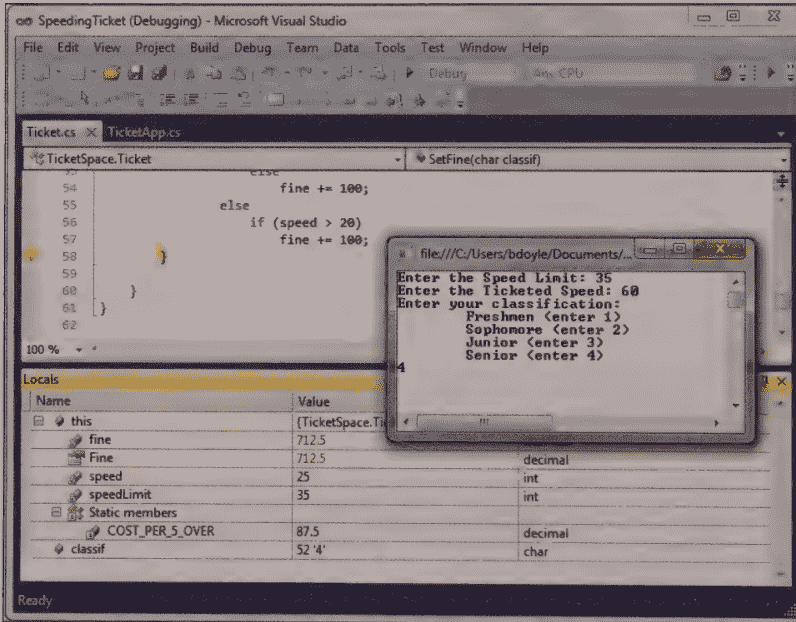 SpeedingTicket (Debugging) - Microsoft Visual Studio
File Edit View Project Build Debug Team Data Tools Test Window Help
Debug Any CPU
Ticket.cs × TicketApp.cs
TicketSpace.Ticket SetFine(char classif)
53 else
54 fine += 100;
55 else
56 if (speed > 20)
57 fine += 100;
58 }
59
60 }
61 }
62
100 %
file:///C:/Users/bdoyle/Documents/...
Enter the Speed Limit: 35
Enter the Ticketed Speed: 60
Enter your classification:
Freshmen <enter 1>
Sophomore <enter 2>
Junior <enter 3>
Senior <enter 4>
4
Locals
Name Value
this {TicketSpace.Ti
fine 712.5
Fine 712.5 decimal
speed 25 int
speedLimit 35 int
Static members
COST_PER_5_OVER 87.5 decimal
classif 52 '4' char
Ready